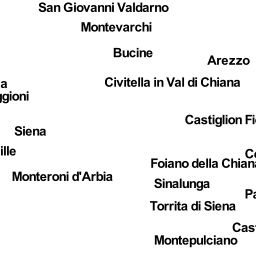 San Giovanni Valdarno
Montevarchi
Bucine
Arezzo
a
Civitella in Val di Chiana
ggioni
Castiglion Fi
Siena
ille
Co
Foiano della Chiana
Monteroni d'Arbia
Sinalunga
Pa
Torrita di Siena
Cast
Montepulciano